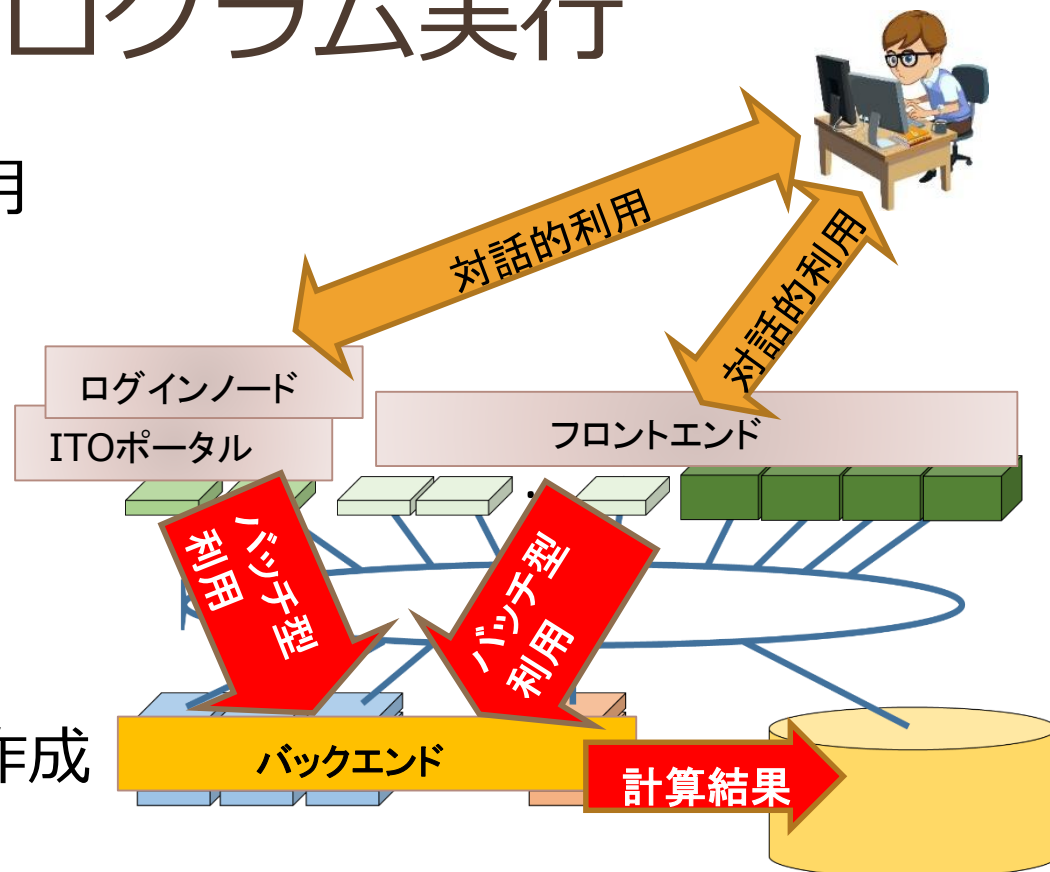 ログラム実行
用
対話的利用
対話的利用
ログインノード
ITOポータル
フロントエンド
バッチ型
利用
バッチ型
利用
作成
バックエンド
計算結果